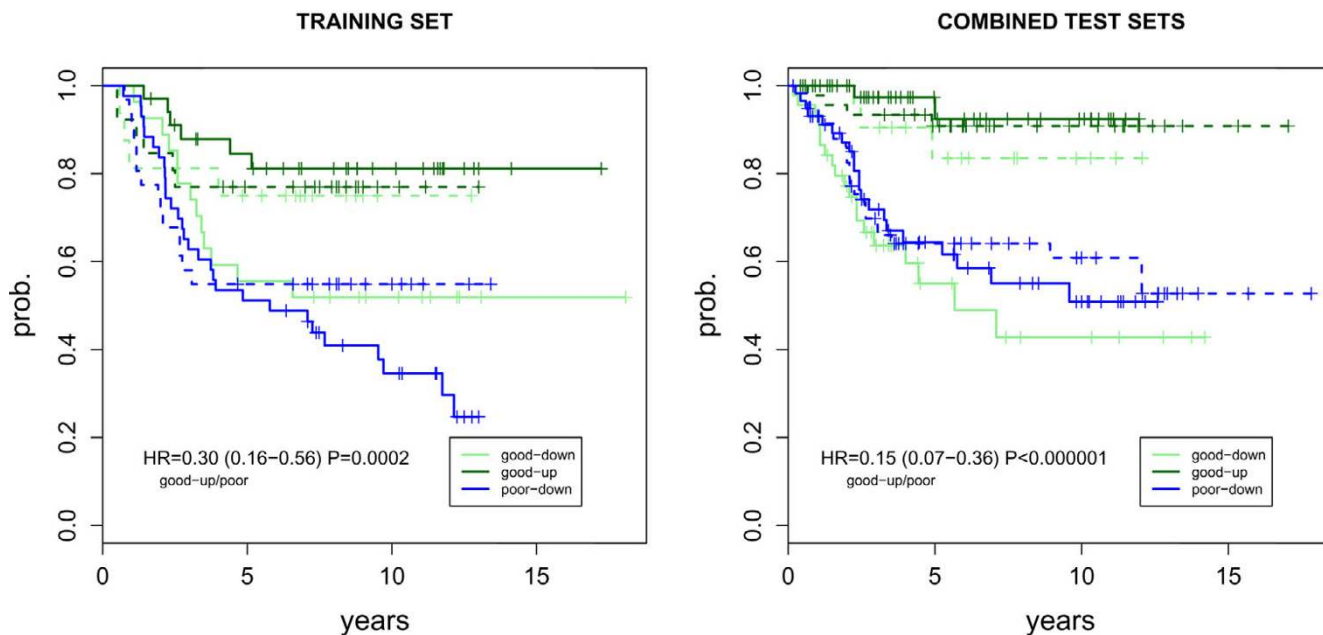 TRAINING SET
prob.
1.0
0.8
0.6
0.4
0.2
0.0
HR=0.30 (0.16−0.56) P=0.0002
good−up/poor
good−down
good−up
poor−down
0 5 10 15
years
COMBINED TEST SETS
prob.
1.0
0.8
0.6
0.4
0.2
0.0
HR=0.15 (0.07−0.36) P<0.000001
good−up/poor
good−down
good−up
poor−down
0 5 10 15
years